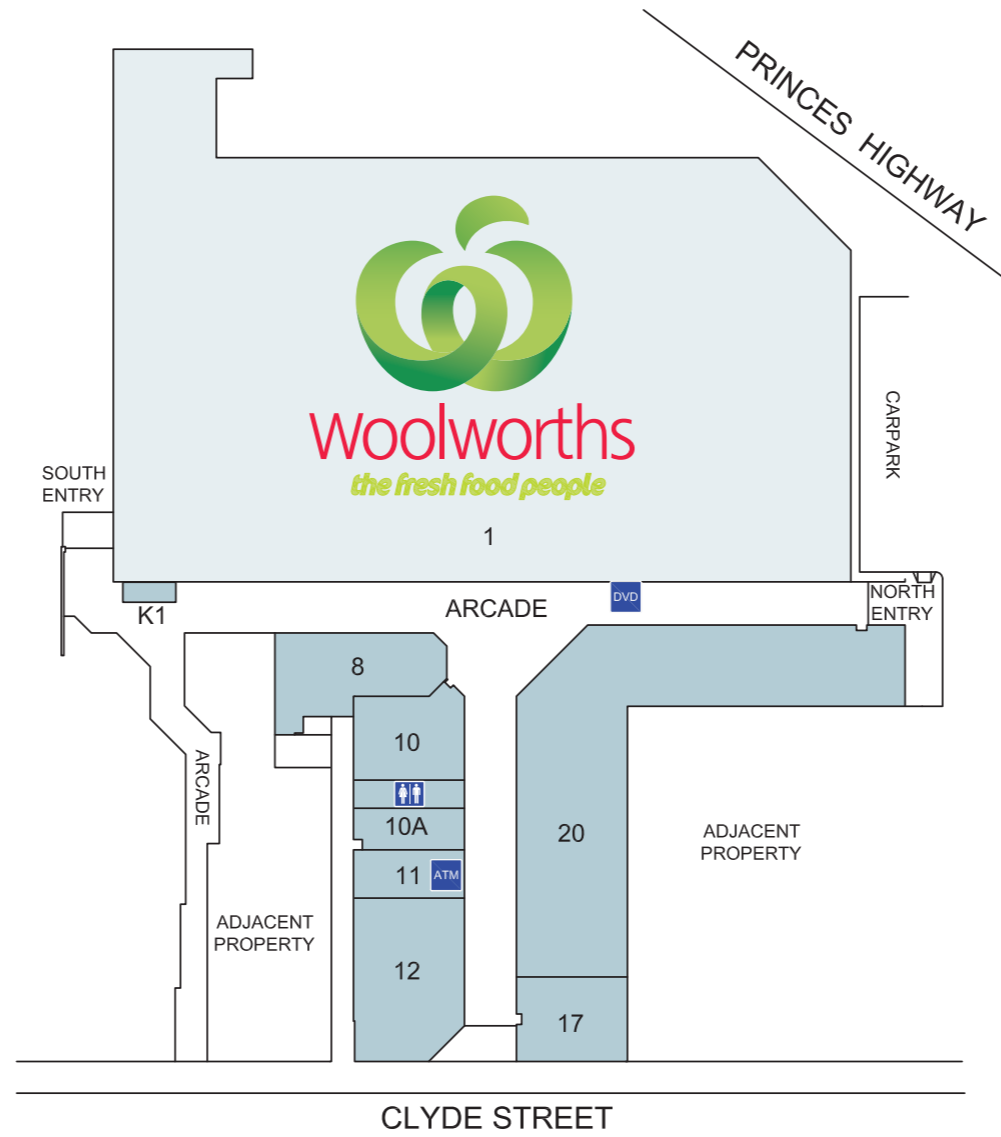 PRINCES HIGHWAY
Woolworths
the fresh food people
CARPARK
SOUTH
ENTRY
1
DVD
NORTH
ENTRY
K1
ARCADE
8
10
ARCADE
10A
20
ADJACENT
PROPERTY
11
ATM
ADJACENT
PROPERTY
12
17
CLYDE STREET